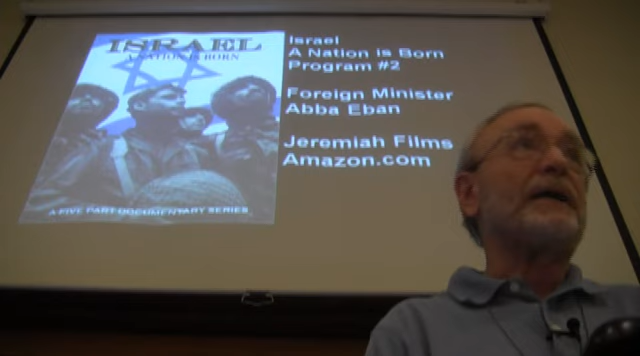 ISRAEL
A NATION IS BORN
A FIVE PART DOCUMENTARY SERIES
Israel
A Nation is Born
Program #2
Foreign Minister
Abba Eban
Jeremiah Films
Amazon.com